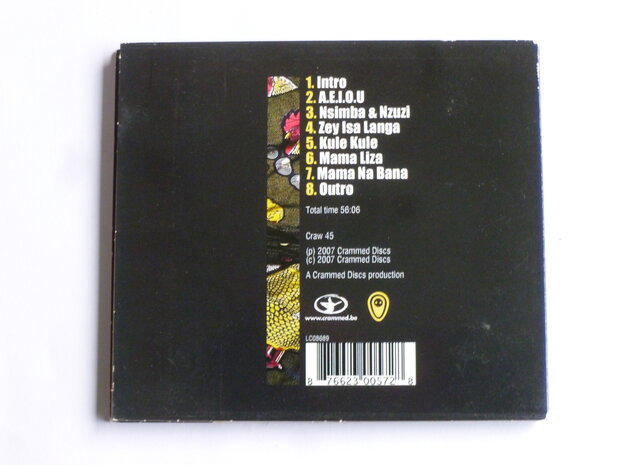 1. Intro
2. A.E.I.O.U
3. Nsimba & Nzuzi
4. Zey Isa Langa
5. Kule Kule
6. Mama Liza
7. Mama Na Bana
8. Outro
Total time 56:06
Craw 45
(p) 2007 Crammed Discs
(c) 2007 Crammed Discs
A Crammed Discs production
www.crammed.be
LC08689
8 76623 00572 8